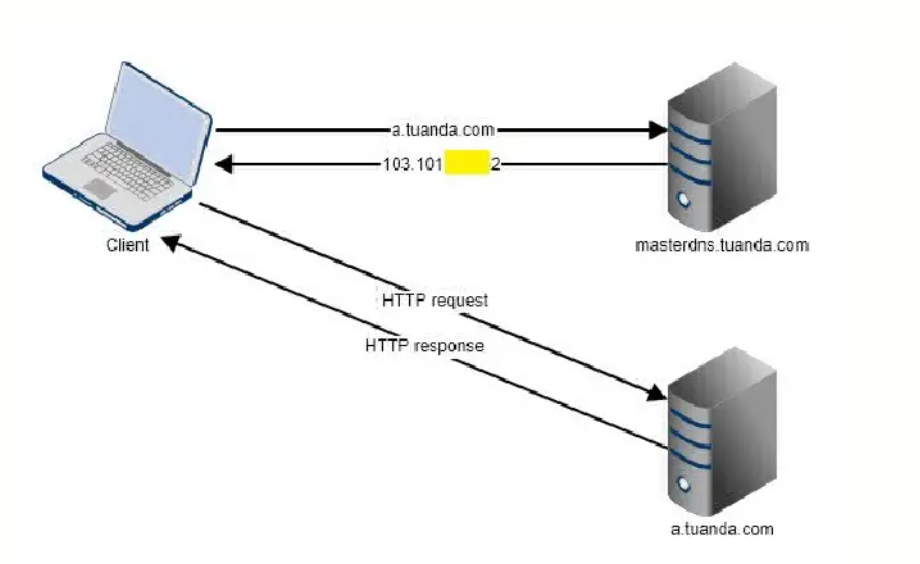 a.tuanda.com
103.101 2
Client
masterdns.tuanda.com
HTTP request
HTTP response
a.tuanda.com